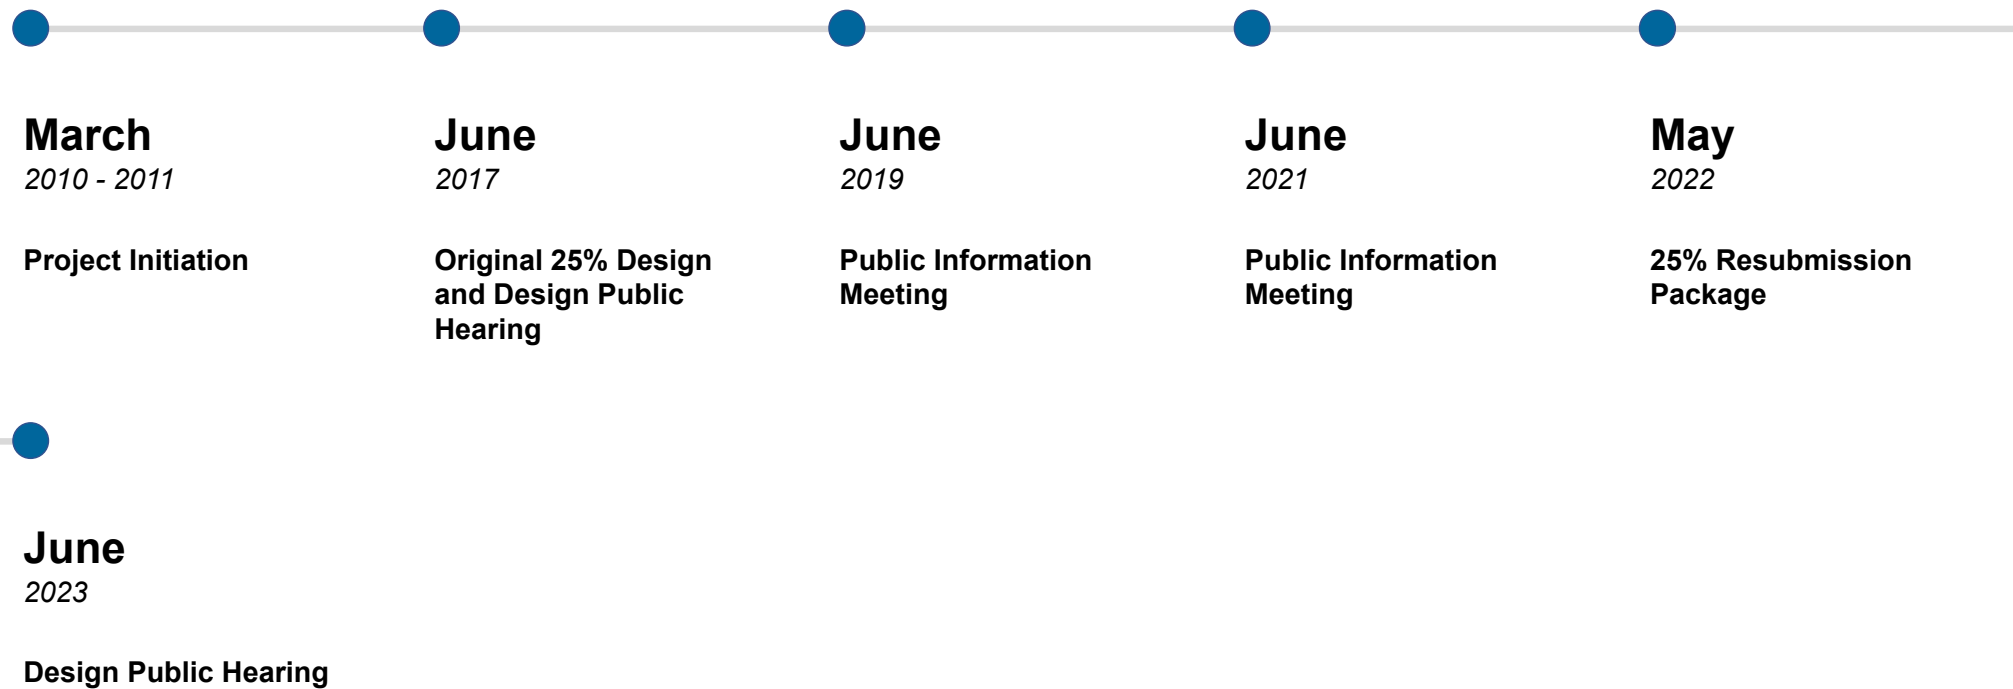 March
2010 - 2011
Project Initiation
June
2017
Original 25% Design
and Design Public
Hearing
June
2019
Public Information
Meeting
June
2021
Public Information
Meeting
May
2022
25% Resubmission
Package
June
2023
Design Public Hearing